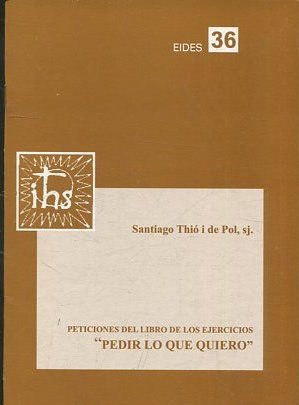 EIDES 36
ihs
Santiago Thió i de Pol, sj.
PETICIONES DEL LIBRO DE LOS EJERCICIOS
“PEDIR LO QUE QUIERO”